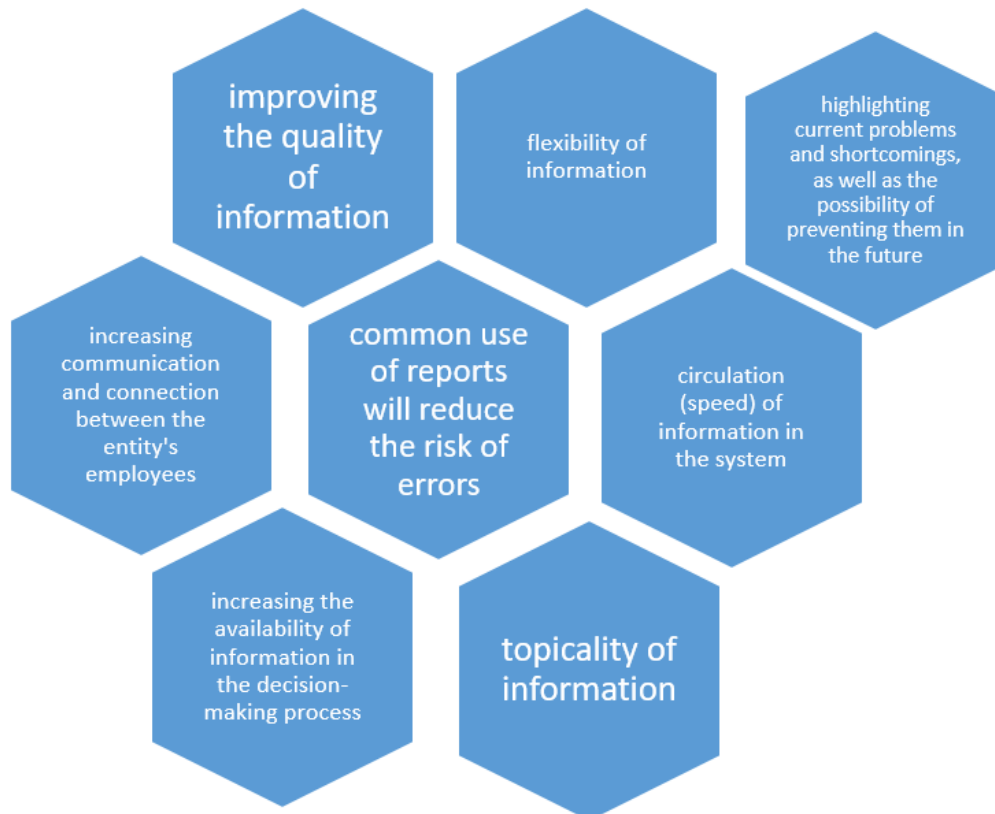 improving
the quality
of
information
flexibility of
information
highlighting
current problems
and shortcomings,
as well as the
possibility of
preventing them in
the future
increasing
communication
and connection
between the
entity's
employees
common use
of reports
will reduce
the risk of
errors
circulation
(speed) of
information in
the system
increasing the
availability of
information in
the decision-
making process
topicality of
information